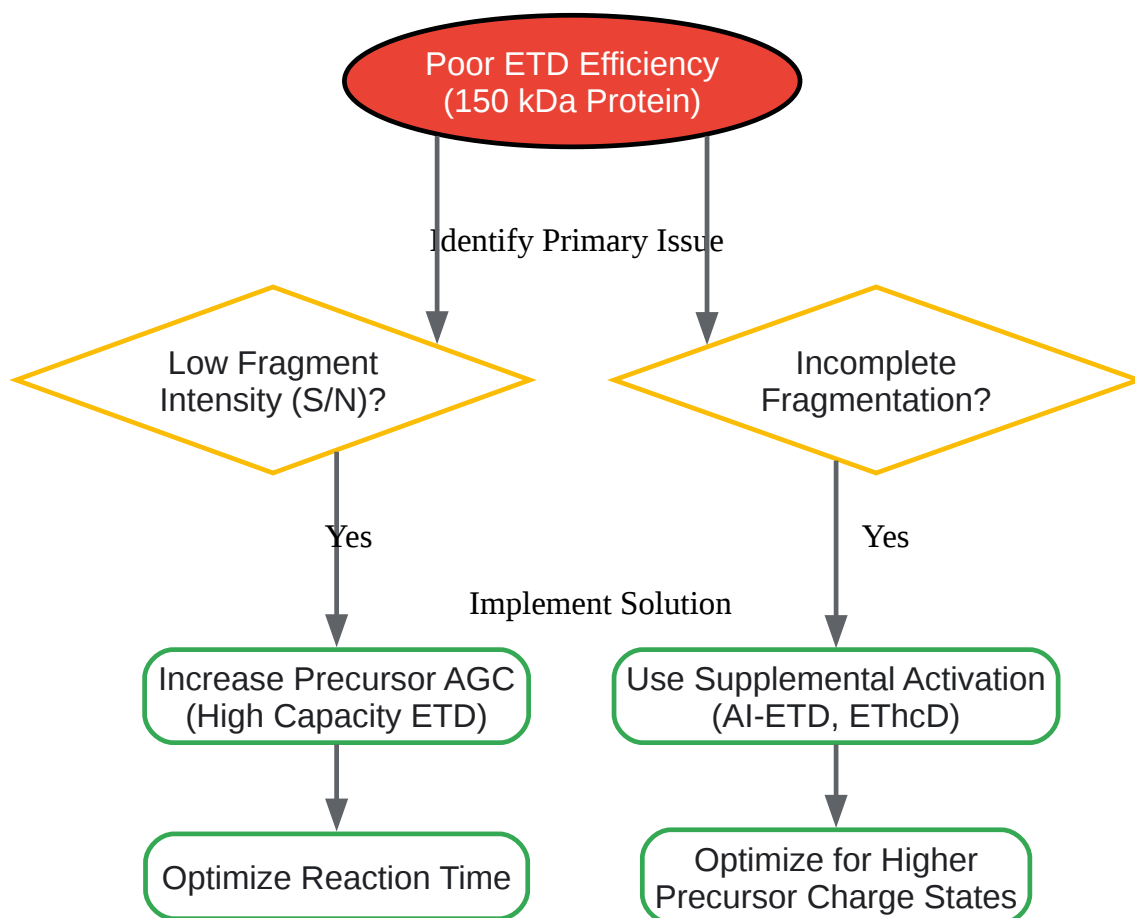 Poor ETD Efficiency
(150 kDa Protein)
Identify Primary Issue
Low Fragment
Intensity (S/N)?
Incomplete
Fragmentation?
Yes
Yes
Implement Solution
Increase Precursor AGC
(High Capacity ETD)
Use Supplemental Activation
(AI-ETD, EThcD)
Optimize Reaction Time
Optimize for Higher
Precursor Charge States